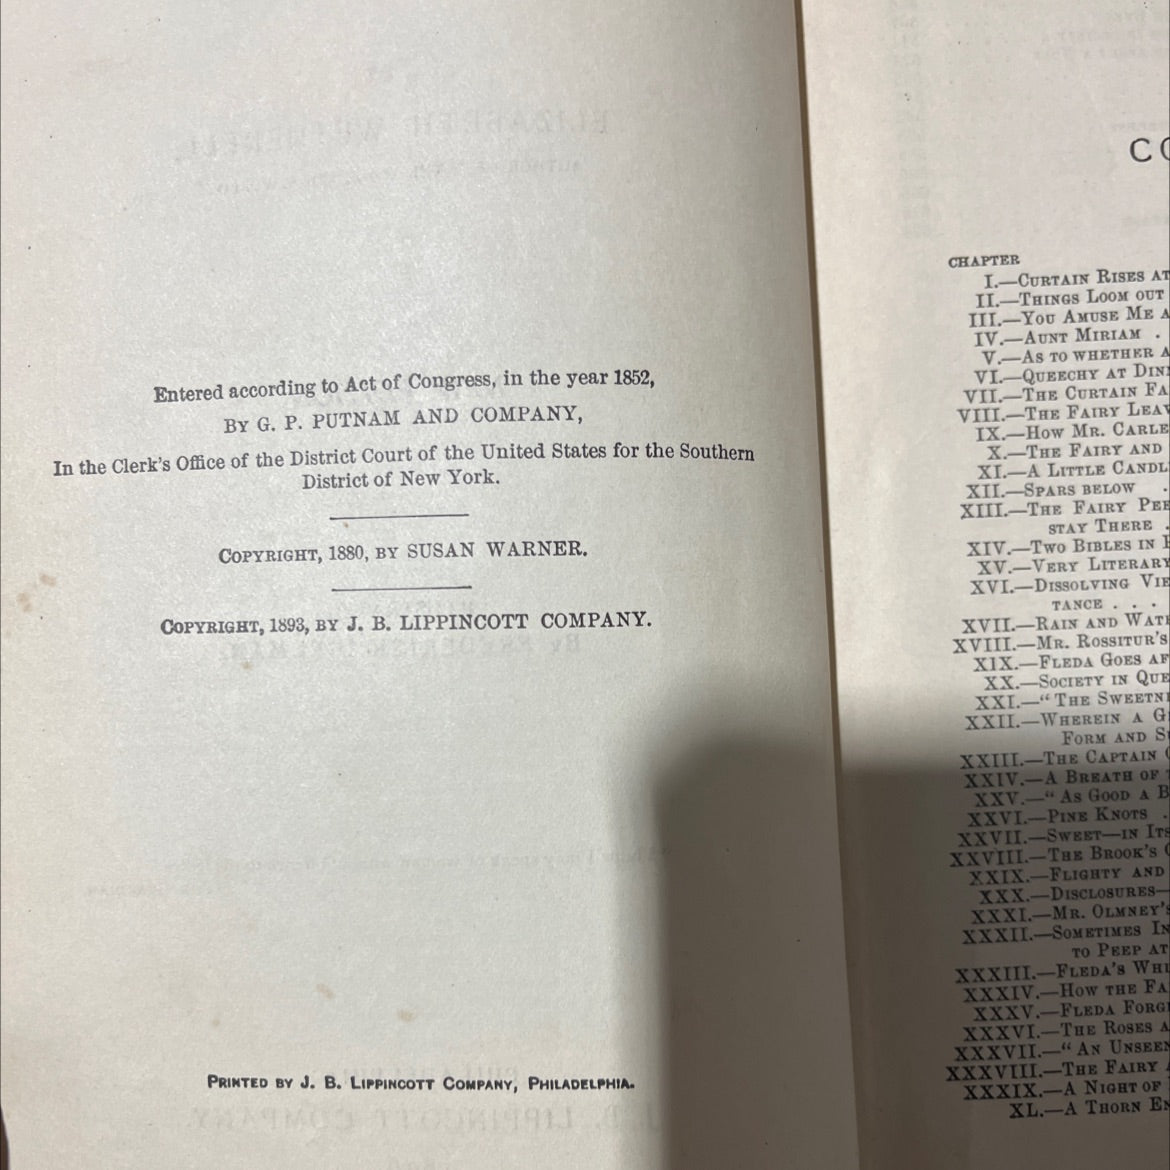 Entered according to Act of Congress, in the year 1852,
By G. P. PUTNAM AND COMPANY,
In the Clerk's Office of the District Court of the United States for the Southern
District of New York.
Copyright, 1880, by SUSAN WARNER.
Copyright, 1893, by J. B. LIPPINCOTT COMPANY.
Printed by J. B. Lippincott Company, Philadelphia.
CO
CHAPTER
I.—Curtain Rises at
II.—Things Loom out
III.—You Amuse Me a
IV.—Aunt Miriam .
V.—As to whether a
VI.—Queechy at Din
VII.—The Curtain Fa
VIII.—The Fairy Leav
IX.—How Mr. Carle
X.—The Fairy and
XI.—A Little Candl
XII.—Spars below .
XIII.—The Fairy Pee
stay There .
XIV.—Two Bibles in
XV.—Very Literary
XVI.—Dissolving Vie
tance . . .
XVII.—Rain and Wat
XVIII.—Mr. Rossitur's
XIX.—Fleda Goes af
XX.—Society in Que
XXI.—“The Sweetn
XXII.—Wherein a G
Form and S
XXIII.—The Captain
XXIV.—A Breath of
XXV.—“As Good a B
XXVI.—Pine Knots .
XXVII.—Sweet—in Its
XXVIII.—The Brook's
XXIX.—Flighty and
XXX.—Disclosures—
XXXI.—Mr. Olmney's
XXXII.—Sometimes In
to Peep at
XXXIII.—Fleda's Whi
XXXIV.—How the Fa
XXXV.—Fleda Forg
XXXVI.—The Roses a
XXXVII.—“An Unseen
XXXVIII.—The Fairy
XXXIX.—A Night of
XL.—A Thorn En